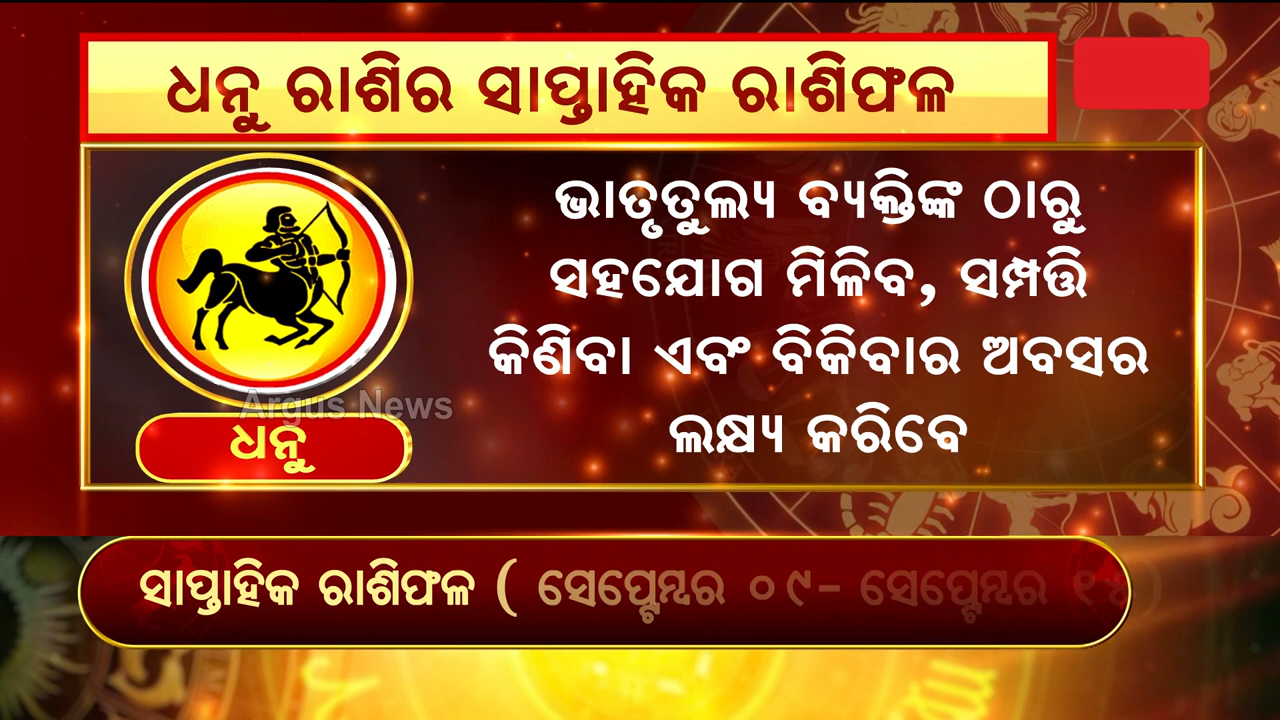 ଧନୁ ରାଶିର ସାପ୍ତାହିକ ରାଶିଫଳ
ଭାତୃତୁଲ୍ୟ ବ୍ୟକ୍ତିଙ୍କ ଠାରୁ
ସହଯୋଗ ମିଳିବ, ସମ୍ପତ୍ତି
କିଣିବା ଏବଂ ବିକିବାର ଅବସର
ଲକ୍ଷ୍ୟ କରିବେ
Argus News
ଧନୁ
ସାପ୍ତାହିକ ରାଶିଫଳ ( ସେପ୍ଟେମ୍ବର ୦୯- ସେପ୍ଟେମ୍ବର